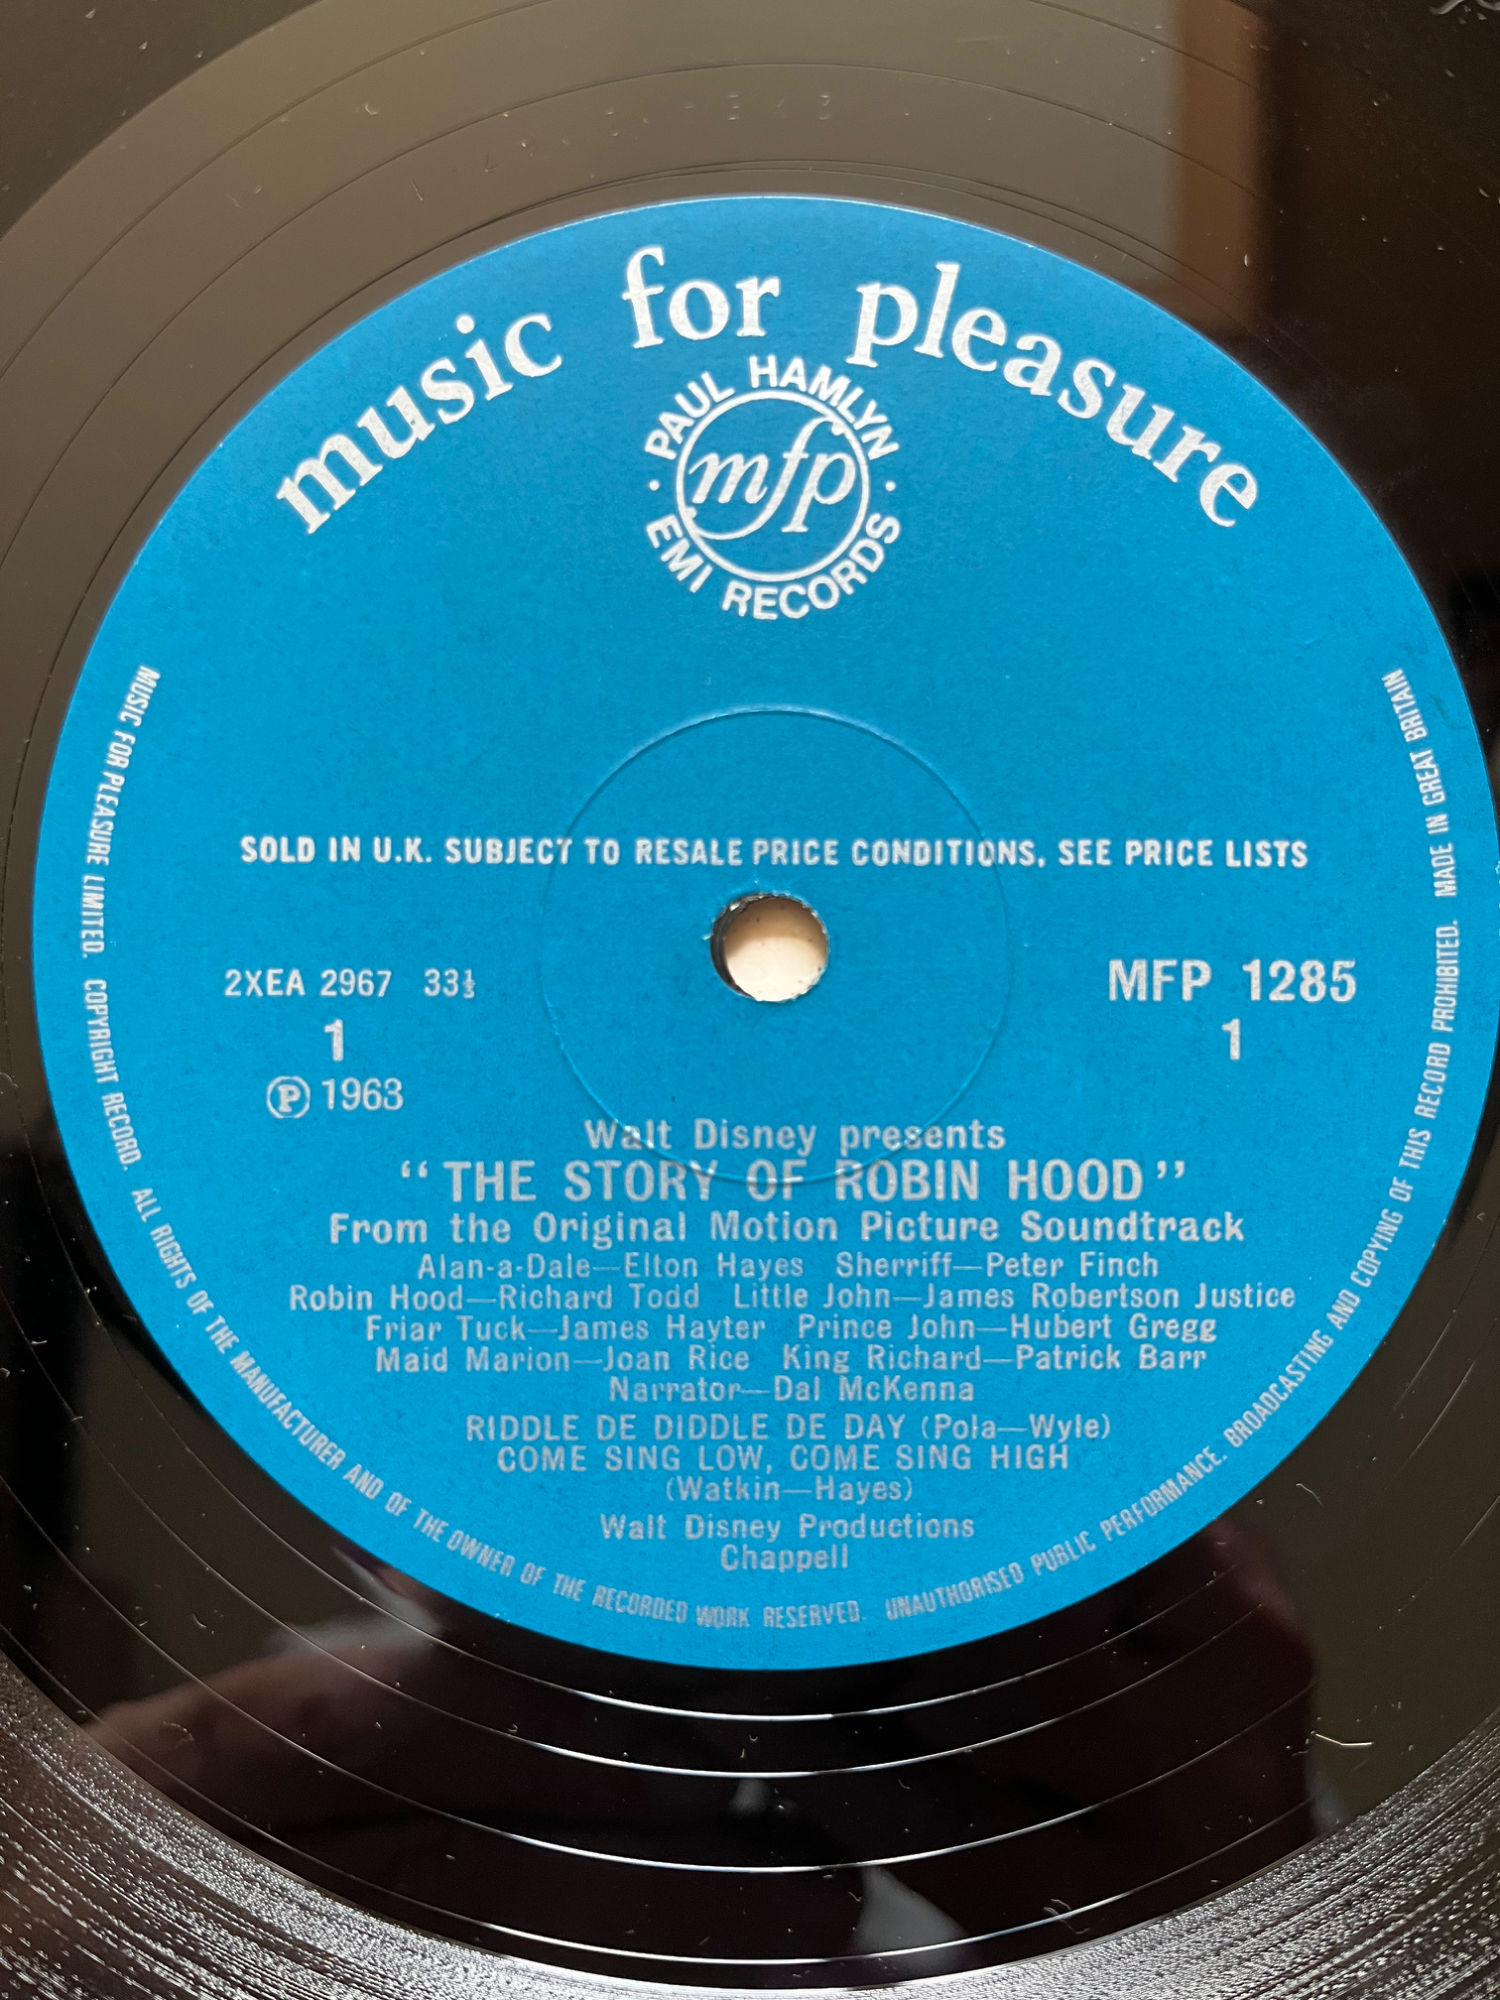 music for pleasure
PAUL HAMLYN
mfp
EMI RECORDS
SOLD IN U.K. SUBJECT TO RESALE PRICE CONDITIONS, SEE PRICE LISTS
2XEA 2967 33⅓ MFP 1285
1 1
Ⓟ 1963
Walt Disney presents
“THE STORY OF ROBIN HOOD”
From the Original Motion Picture Soundtrack
Alan-a-Dale—Elton Hayes Sherriff—Peter Finch
Robin Hood—Richard Todd Little John—James Robertson Justice
Friar Tuck—James Hayter Prince John—Hubert Gregg
Maid Marion—Joan Rice King Richard—Patrick Barr
Narrator—Dal McKenna
RIDDLE DE DIDDLE DE DAY (Pola—Wyle)
COME SING LOW, COME SING HIGH
(Watkin—Hayes)
Walt Disney Productions
Chappell
MUSIC FOR PLEASURE LIMITED. COPYRIGHT RECORD. ALL RIGHTS OF THE MANUFACTURER AND OF THE OWNER OF THE RECORDED WORK RESERVED. UNAUTHORISED PUBLIC PERFORMANCE. BROADCASTING AND COPYING OF THIS RECORD PROHIBITED. MADE IN GREAT BRITAIN